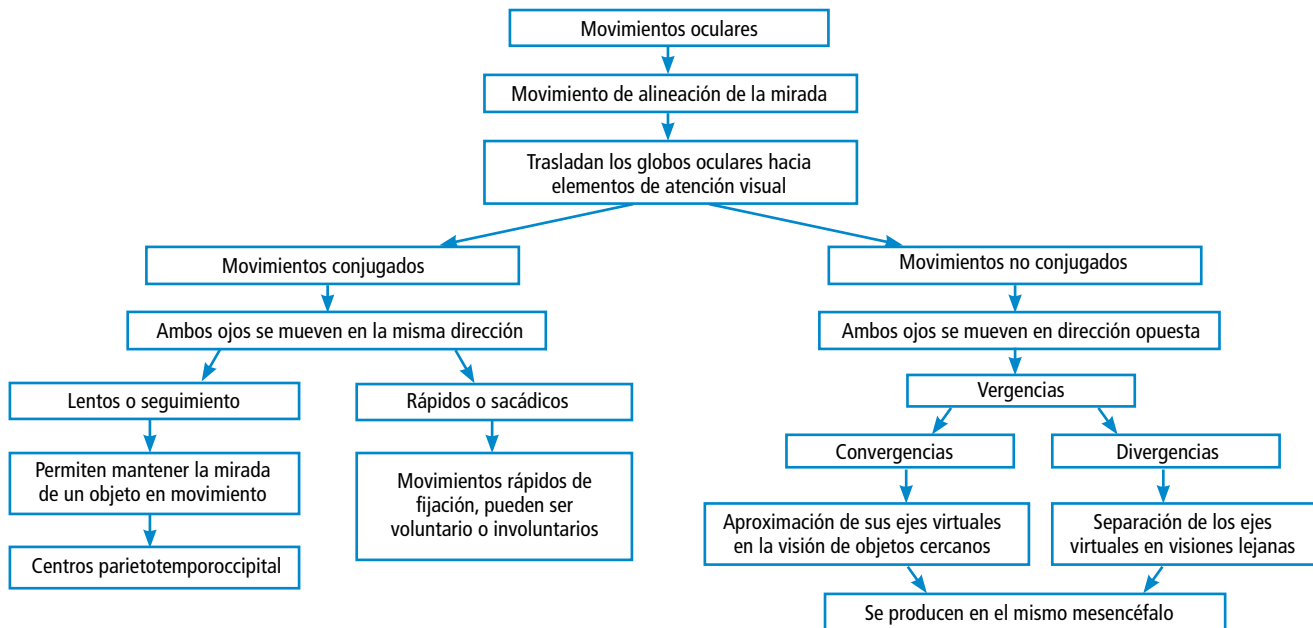 Movimientos oculares
Movimiento de alineación de la mirada
Trasladan los globos oculares hacia
elementos de atención visual
Movimientos conjugados
Movimientos no conjugados
Ambos ojos se mueven en la misma dirección
Ambos ojos se mueven en dirección opuesta
Lentos o seguimiento
Rápidos o sacádicos
Vergencias
Permiten mantener la mirada
de un objeto en movimiento
Movimientos rápidos de
fijación, pueden ser
voluntario o involuntarios
Convergencias
Divergencias
Centros parietotemporoccipital
Aproximación de sus ejes virtuales
en la visión de objetos cercanos
Separación de los ejes
virtuales en visiones lejanas
Se producen en el mismo mesencéfalo